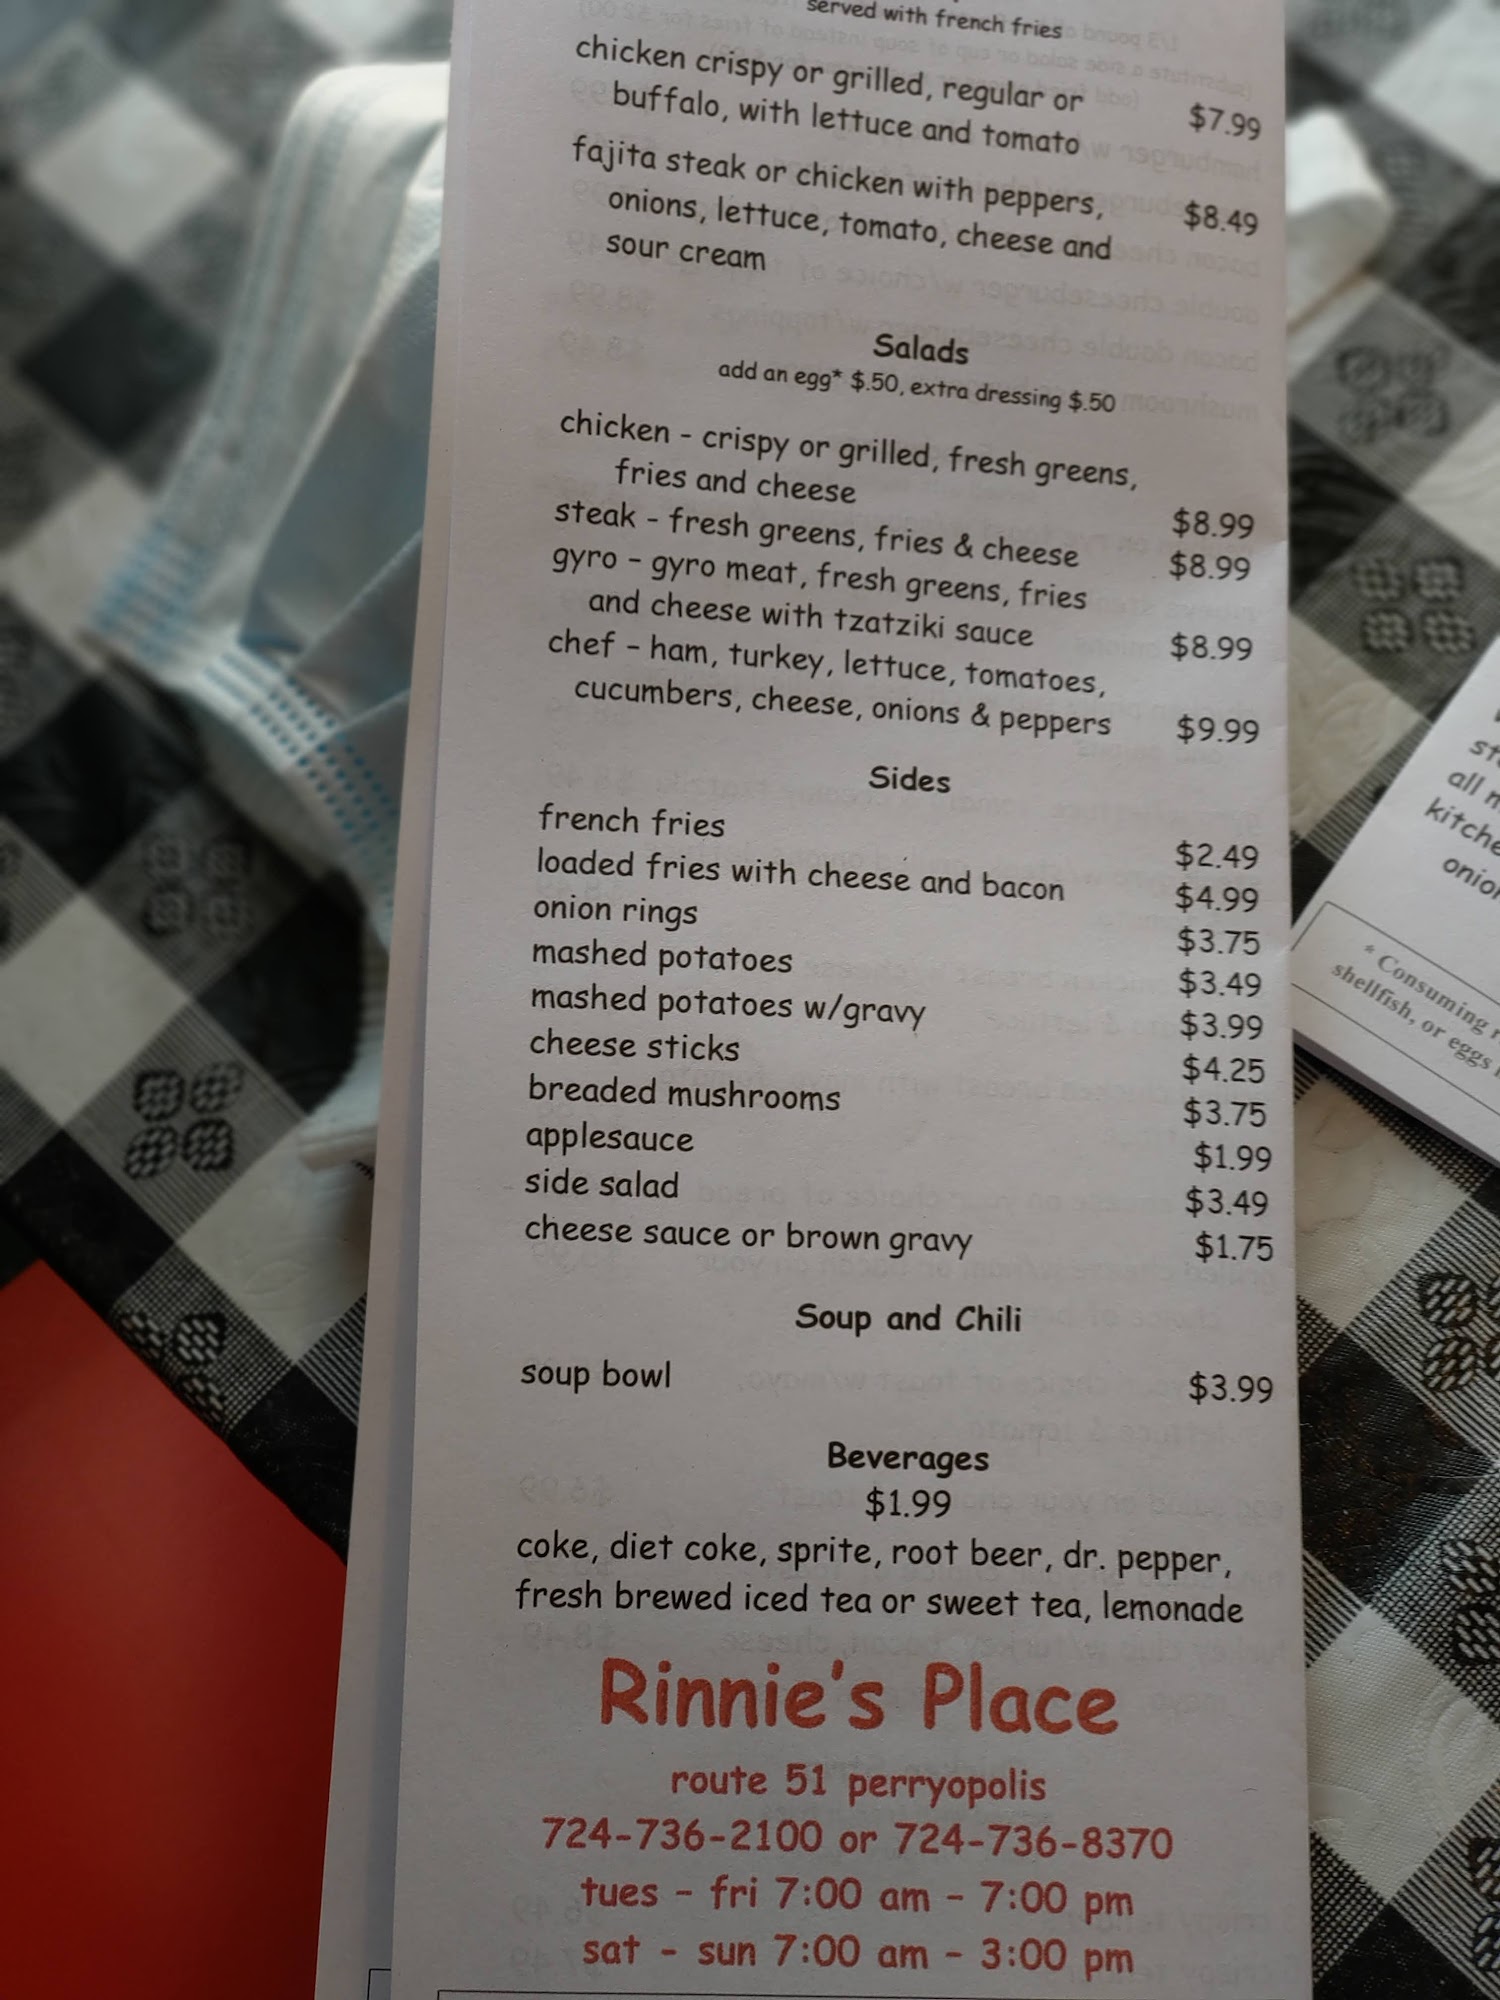 served with french fries
chicken crispy or grilled, regular or
buffalo, with lettuce and tomato $7.99
fajita steak or chicken with peppers,
onions, lettuce, tomato, cheese and $8.49
sour cream
Salads
add an egg* $.50, extra dressing $.50
chicken - crispy or grilled, fresh greens,
fries and cheese $8.99
steak - fresh greens, fries & cheese $8.99
gyro - gyro meat, fresh greens, fries
and cheese with tzatziki sauce $8.99
chef - ham, turkey, lettuce, tomatoes,
cucumbers, cheese, onions & peppers $9.99
Sides
french fries $2.49
loaded fries with cheese and bacon $4.99
onion rings $3.75
mashed potatoes $3.49
mashed potatoes w/gravy $3.99
cheese sticks $4.25
breaded mushrooms $3.75
applesauce $1.99
side salad $3.49
cheese sauce or brown gravy $1.75
Soup and Chili
soup bowl $3.99
Beverages
$1.99
coke, diet coke, sprite, root beer, dr. pepper,
fresh brewed iced tea or sweet tea, lemonade
Rinnie's Place
route 51 perryopolis
724-736-2100 or 724-736-8370
tues - fri 7:00 am - 7:00 pm
sat - sun 7:00 am - 3:00 pm
all
* Consuming
shellfish, or eggs